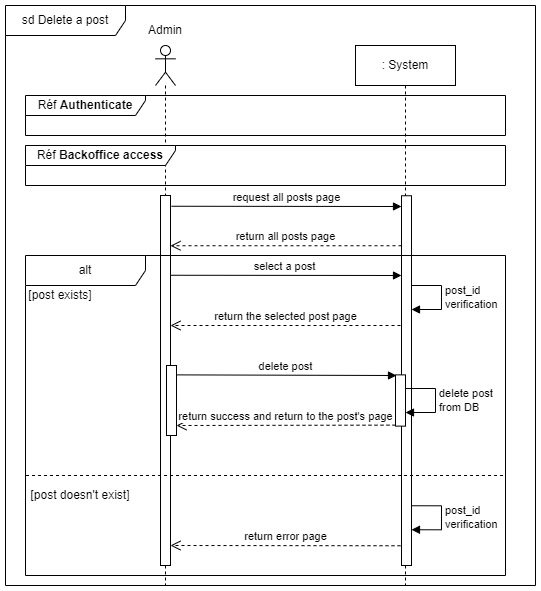 sd Delete a post
Admin
: System
Réf Authenticate
Réf Backoffice access
request all posts page
return all posts page
alt
select a post
[post exists]
post_id
verification
return the selected post page
delete post
delete post
from DB
return success and return to the post's page
[post doesn't exist]
post_id
verification
return error page